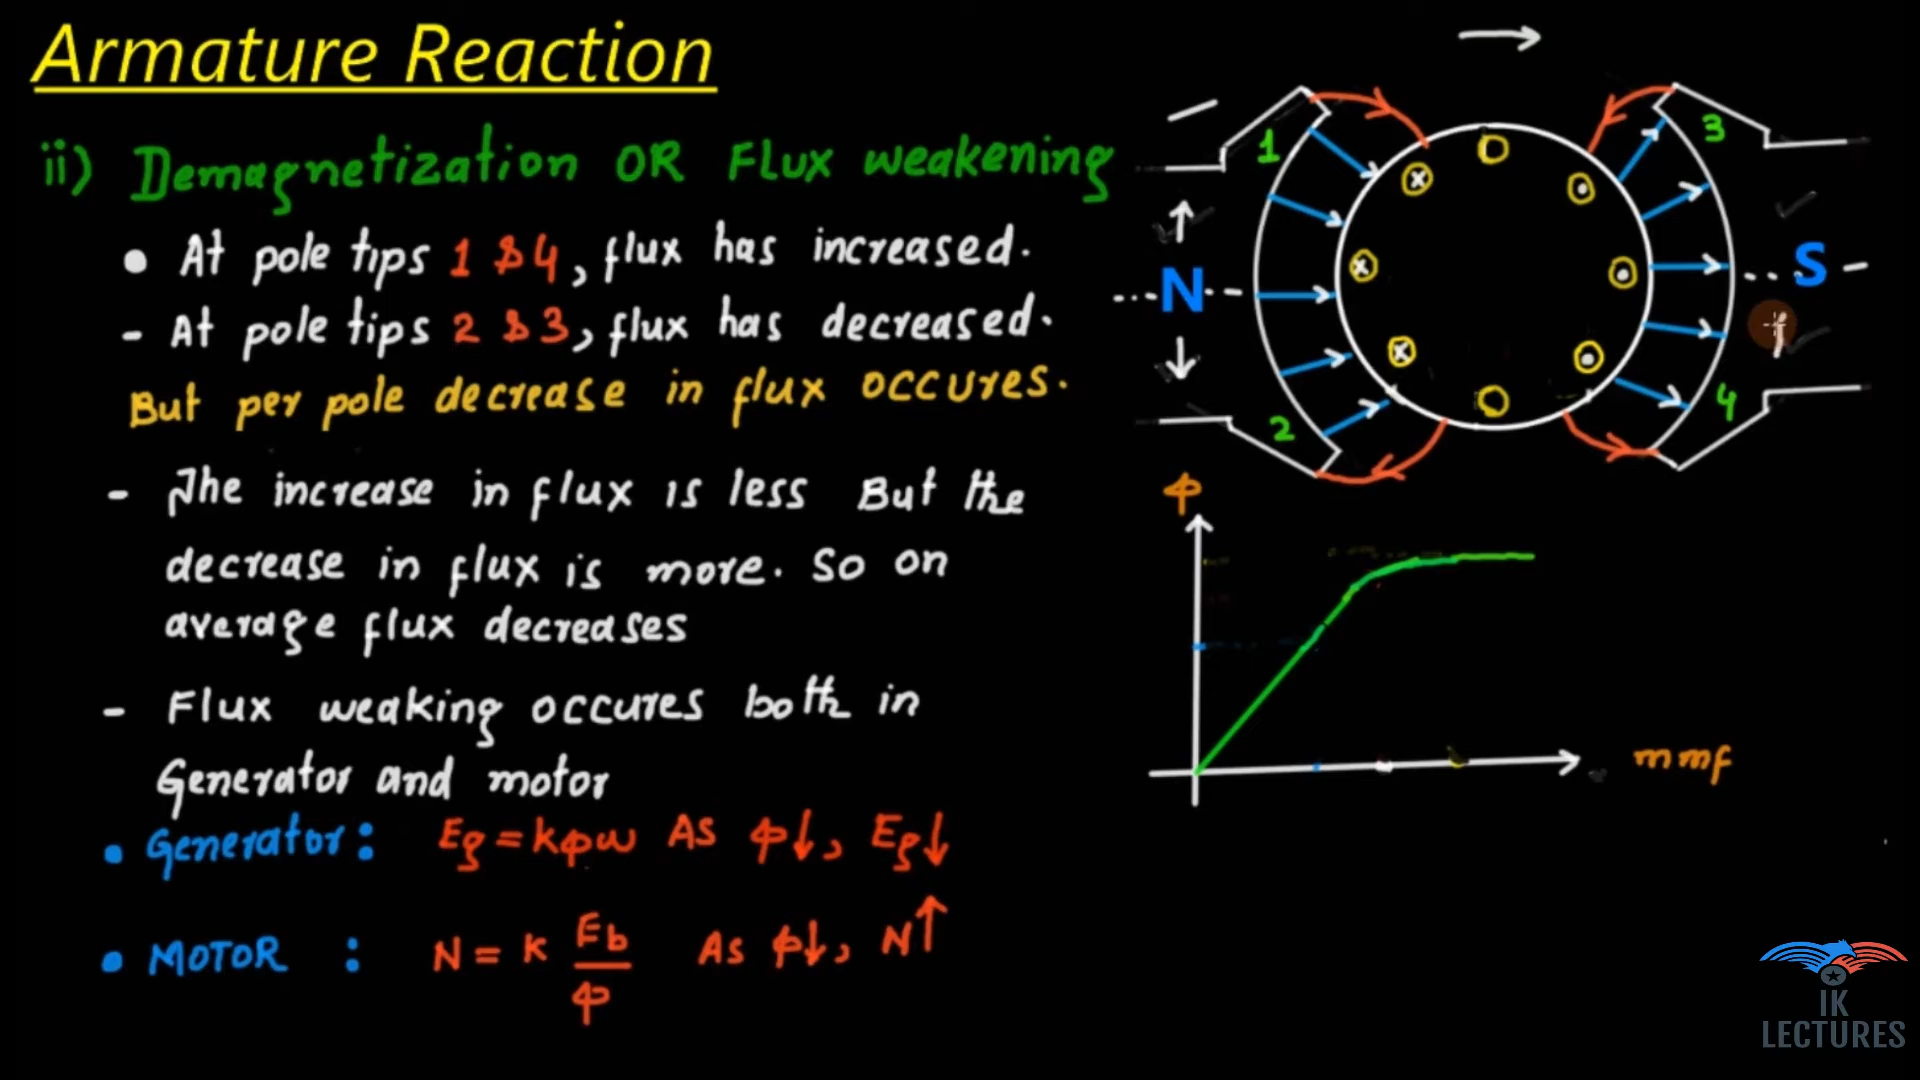 Armature Reaction
ii) Demagnetization OR Flux weakening
• At pole tips 1 & 4, flux has increased.
- At pole tips 2 & 3, flux has decreased.
But per pole decrease in flux occures.
- The increase in flux is less But the
decrease in flux is more. So on
average flux decreases
- Flux weaking occures both in
Generator and motor
• Generator: Eg = kφω As φ↓, Eg↓
• MOTOR : N = K Eb/φ As φ↓, N↑
1
3
N
S
2
4
φ
mmf
IK
LECTURES